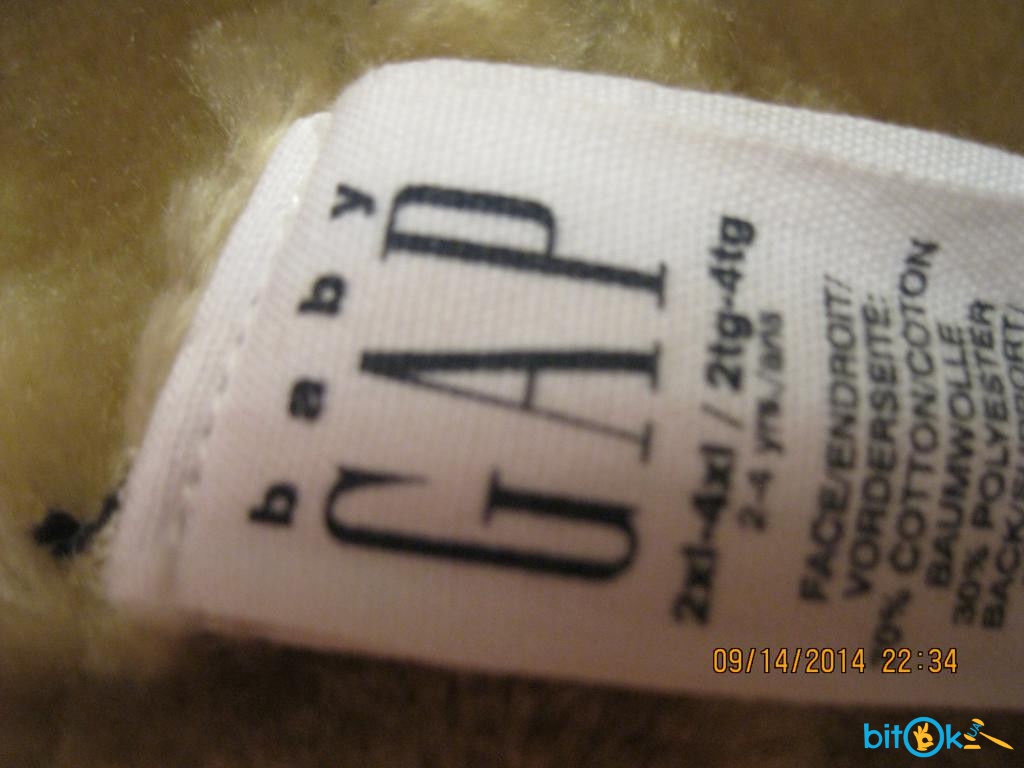 baby
GAP
2xl-4xl / 2tg-4tg
2-4 yrs./ans
FACE/ENDROIT/
VORDERSEITE:
COTTON/COTON
BAUMWOLLE
30% POLYESTER
09/14/2014 22:34
bitOk UA